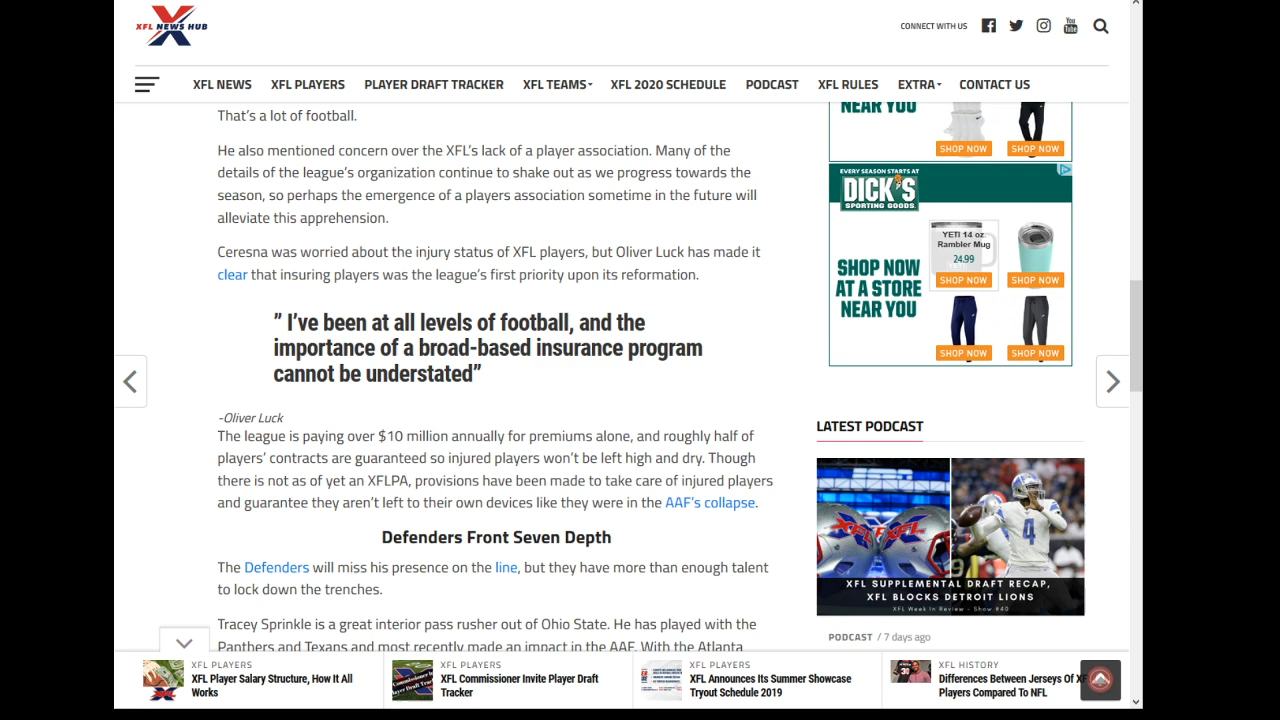 XFL NEWS HUB
CONNECT WITH US
You
Tube
XFL NEWS XFL PLAYERS PLAYER DRAFT TRACKER XFL TEAMS XFL 2020 SCHEDULE PODCAST XFL RULES EXTRA CONTACT US
That's a lot of football.
He also mentioned concern over the XFL's lack of a player association. Many of the
details of the league's organization continue to shake out as we progress towards the
season, so perhaps the emergence of a players association sometime in the future will
alleviate this apprehension.
Ceresna was worried about the injury status of XFL players, but Oliver Luck has made it
clear that insuring players was the league's first priority upon its reformation.
" I've been at all levels of football, and the
importance of a broad-based insurance program
cannot be understated"
-Oliver Luck
The league is paying over $10 million annually for premiums alone, and roughly half of
players' contracts are guaranteed so injured players won't be left high and dry. Though
there is not as of yet an XFLPA, provisions have been made to take care of injured players
and guarantee they aren't left to their own devices like they were in the AAF's collapse.
Defenders Front Seven Depth
The Defenders will miss his presence on the line, but they have more than enough talent
to lock down the trenches.
Tracey Sprinkle is a great interior pass rusher out of Ohio State. He has played with the
Panthers and Texans and most recently made an impact in the AAF. With the Atlanta
NEAR YOU
SHOP NOW SHOP NOW
EVERY SEASON STARTS AT
DICK'S
SPORTING GOODS.
YETI 14 oz.
Rambler Mug
24.99
SHOP NOW SHOP NOW
SHOP NOW
AT A STORE
NEAR YOU
SHOP NOW SHOP NOW
LATEST PODCAST
XFL XFL
4
XFL SUPPLEMENTAL DRAFT RECAP,
XFL BLOCKS DETROIT LIONS
XFL Week In Review - Show #40
PODCAST / 7 days ago
XFL PLAYERS
XFL Player Salary Structure, How It All
Works
XFL PLAYERS
XFL Commissioner Invite Player Draft
Tracker
XFL PLAYERS
XFL Announces Its Summer Showcase
Tryout Schedule 2019
XFL HISTORY
Differences Between Jerseys Of XF
Players Compared To NFL